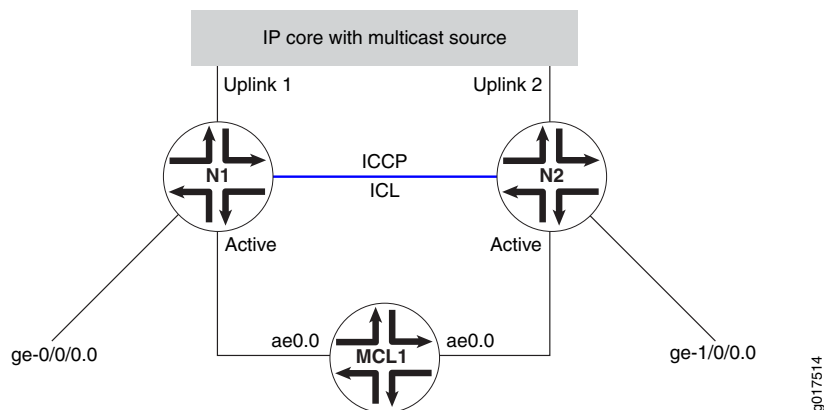 IP core with multicast source
Uplink 1
Uplink 2
ICCP
N1
N2
ICL
Active
Active
ae0.0
ae0.0
MCL1
ge-0/0/0.0
ge-1/0/0.0
g017514